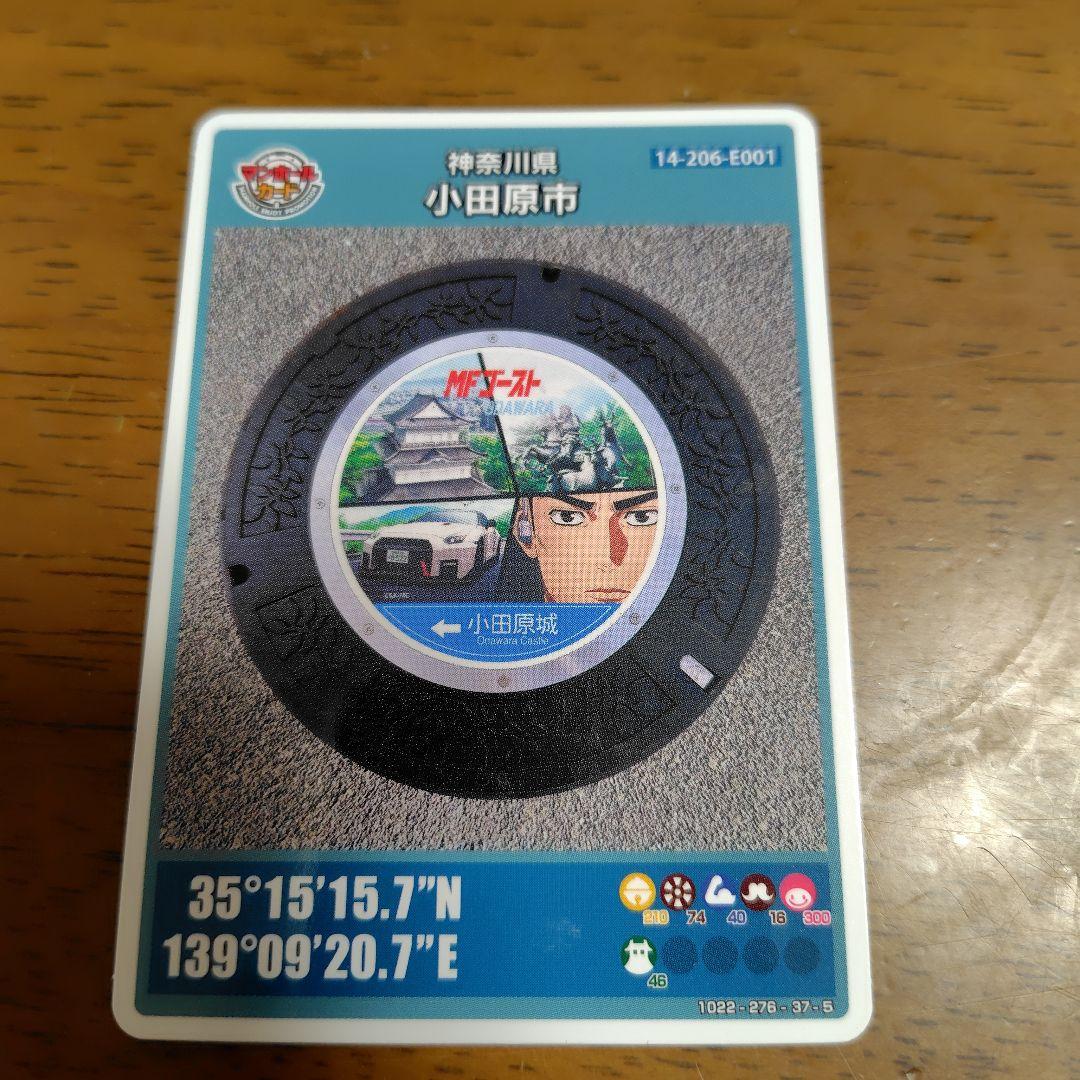 マンホール
カード
神奈川県
小田原市
14-206-E001
MFゴースト
ODAWARA
小田原城
Odawara Castle
35°15'15.7"N
139°09'20.7"E
210 74 40 16 300
46
1022 - 276 - 37 - 5